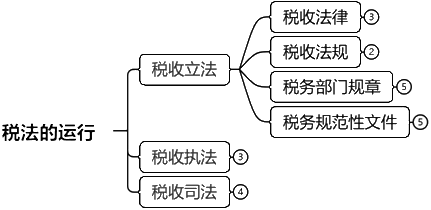 税法的运行
税收立法
税收法律 3
税收法规 2
税务部门规章 5
税务规范性文件 5
税收执法 3
税收司法 4